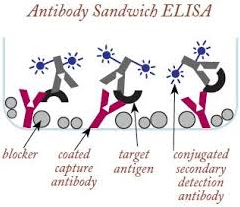 Antibody Sandwich ELISA
blocker
coated
capture
antibody
target
antigen
conjugated
secondary
detection
antibody